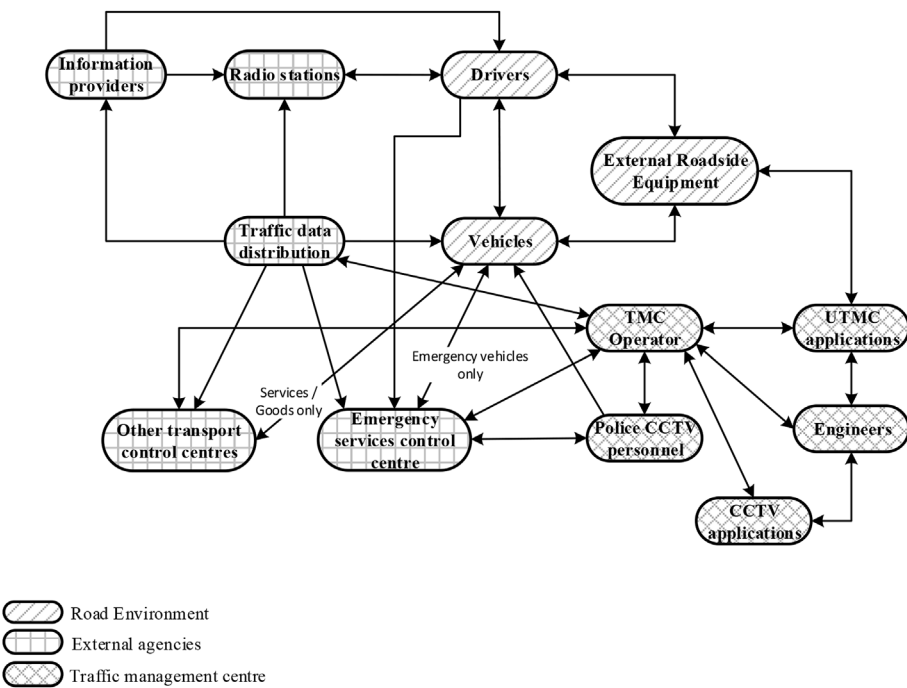 Information
providers
Radio stations
Drivers
External Roadside
Equipment
Traffic data
distribution
Vehicles
TMC
Operator
UTMC
applications
Emergency vehicles
only
Services /
Goods only
Other transport
control centres
Emergency
services control
centre
Police CCTV
personnel
Engineers
CCTV
applications
Road Environment
External agencies
Traffic management centre